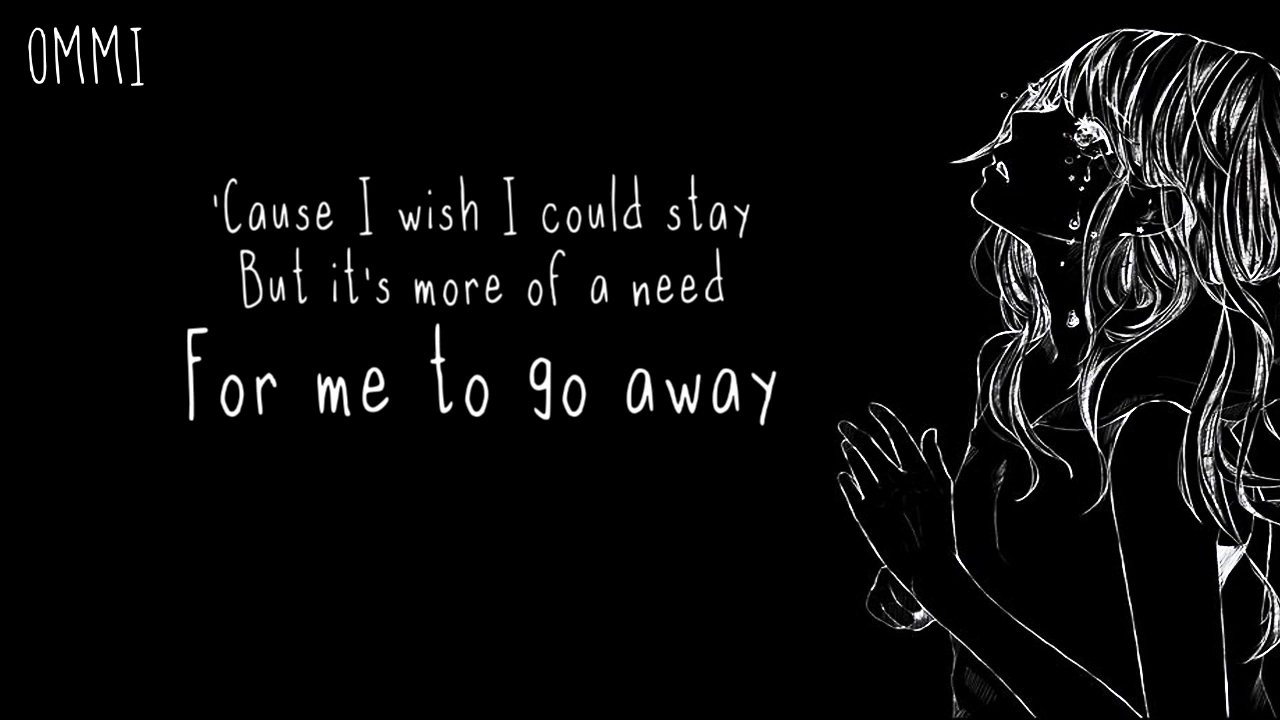 OMMI
'Cause I wish I could stay
But it's more of a need
For me to go away